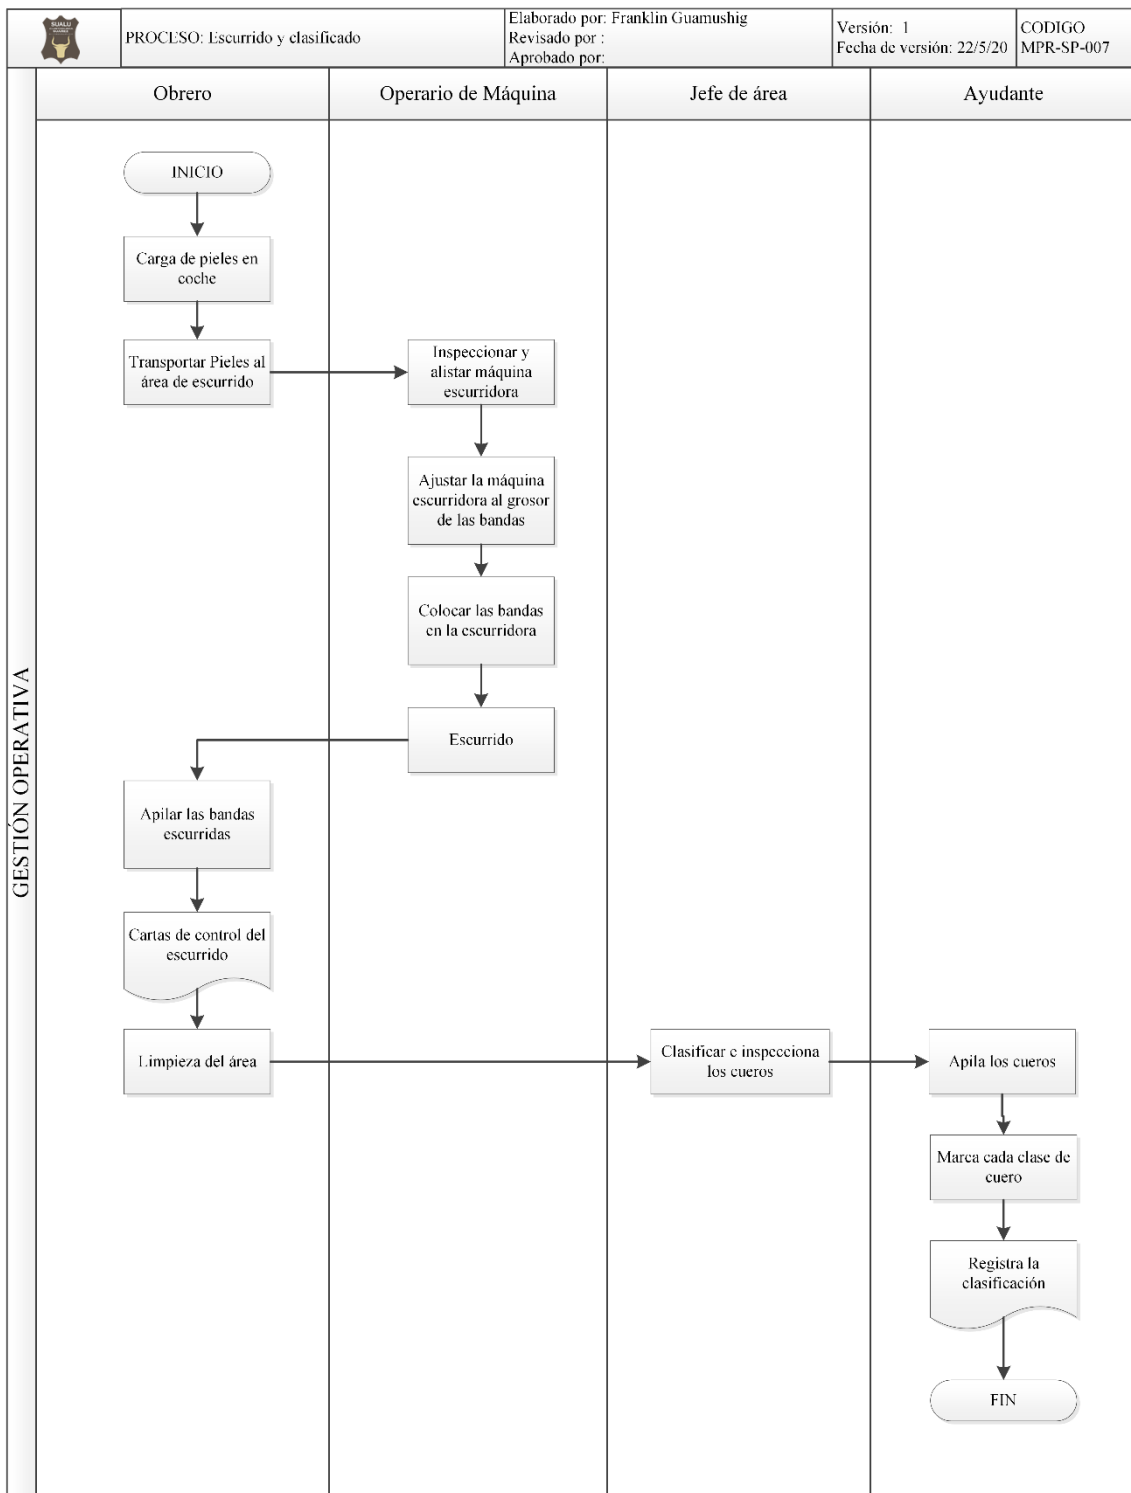 SUALU
PROCESO: Escurrido y clasificado
Elaborado por: Franklin Guamushig
Revisado por :
Aprobado por:
Versión: 1
Fecha de versión: 22/5/20
CODIGO
MPR-SP-007
GESTIÓN OPERATIVA
Obrero
Operario de Máquina
Jefe de área
Ayudante
INICIO
Carga de pieles en
coche
Transportar Pieles al
área de escurrido
Inspeccionar y
alistar máquina
escurridora
Ajustar la máquina
escurridora al grosor
de las bandas
Colocar las bandas
en la escurridora
Escurrido
Apilar las bandas
escurridas
Cartas de control del
escurrido
Limpieza del área
Clasificar e inspecciona
los cueros
Apila los cueros
Marca cada clase de
cuero
Registra la
clasificación
FIN